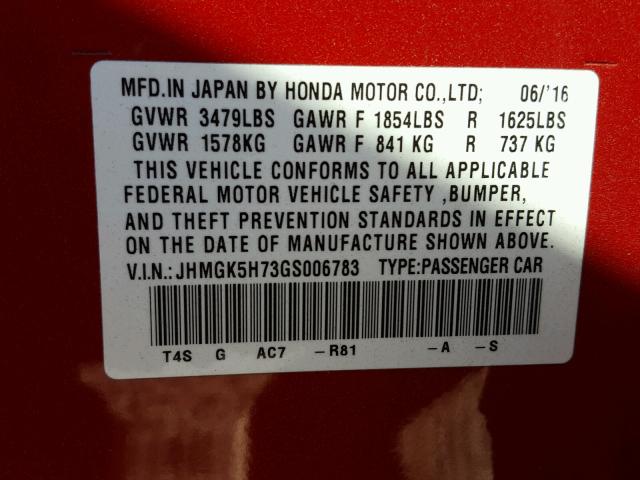 MFD.IN JAPAN BY HONDA MOTOR CO.,LTD; 06/'16
GVWR 3479LBS GAWR F 1854LBS R 1625LBS
GVWR 1578KG GAWR F 841 KG R 737 KG
THIS VEHICLE CONFORMS TO ALL APPLICABLE
FEDERAL MOTOR VEHICLE SAFETY ,BUMPER,
AND THEFT PREVENTION STANDARDS IN EFFECT
ON THE DATE OF MANUFACTURE SHOWN ABOVE.
V.I.N.:JHMGK5H73GS006783 TYPE:PASSENGER CAR
T4S G AC7 -R81 -A -S